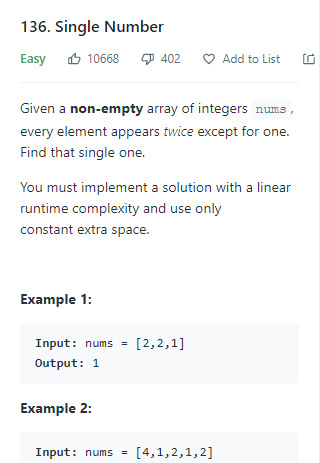 136. Single Number
Easy 10668 402 Add to List
Given a non-empty array of integers nums,
every element appears twice except for one.
Find that single one.
You must implement a solution with a linear
runtime complexity and use only
constant extra space.
Example 1:
Input: nums = [2,2,1]
Output: 1
Example 2:
Input: nums = [4,1,2,1,2]